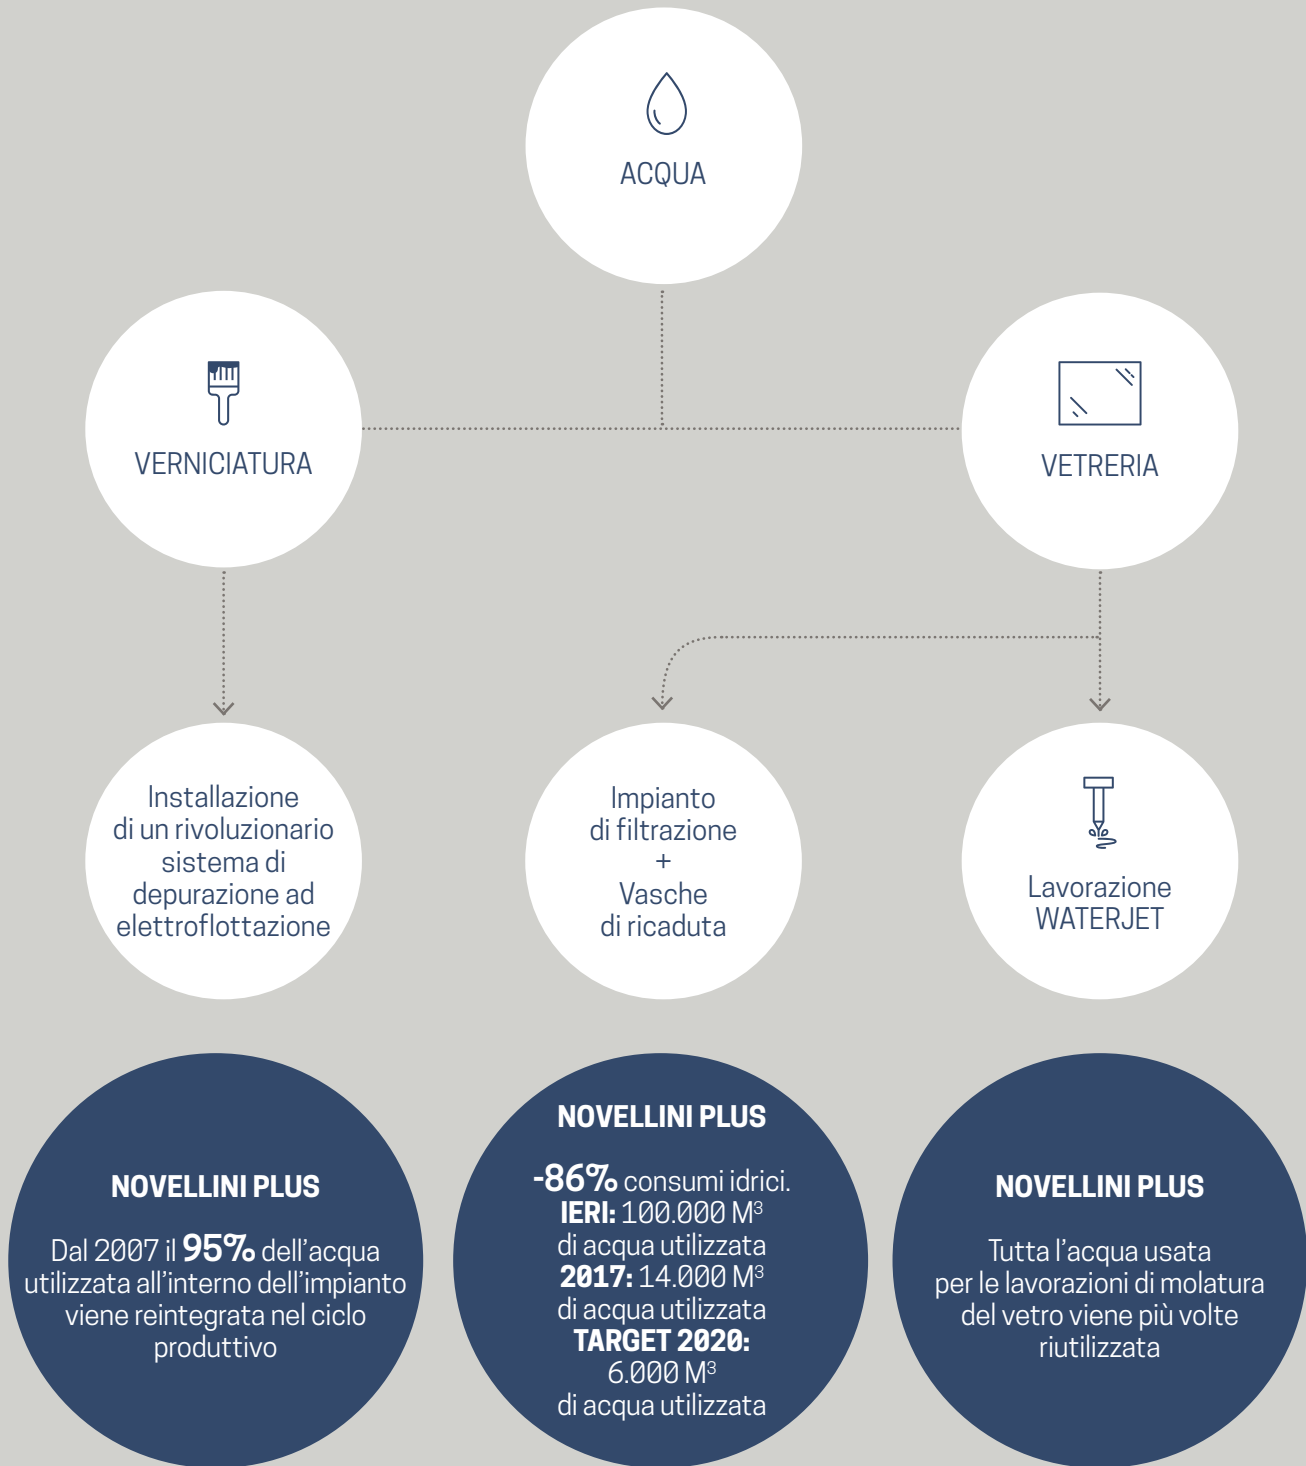 ACQUA
VERNICIATURA
VETRERIA
Installazione
di un rivoluzionario
sistema di
depurazione ad
elettroflottazione
Impianto
di filtrazione
+
Vasche
di ricaduta
Lavorazione
WATERJET
NOVELLINI PLUS
Dal 2007 il 95% dell'acqua
utilizzata all'interno dell'impianto
viene reintegrata nel ciclo
produttivo
NOVELLINI PLUS
-86% consumi idrici.
IERI: 100.000 M³
di acqua utilizzata
2017: 14.000 M³
di acqua utilizzata
TARGET 2020:
6.000 M³
di acqua utilizzata
NOVELLINI PLUS
Tutta l'acqua usata
per le lavorazioni di molatura
del vetro viene più volte
riutilizzata